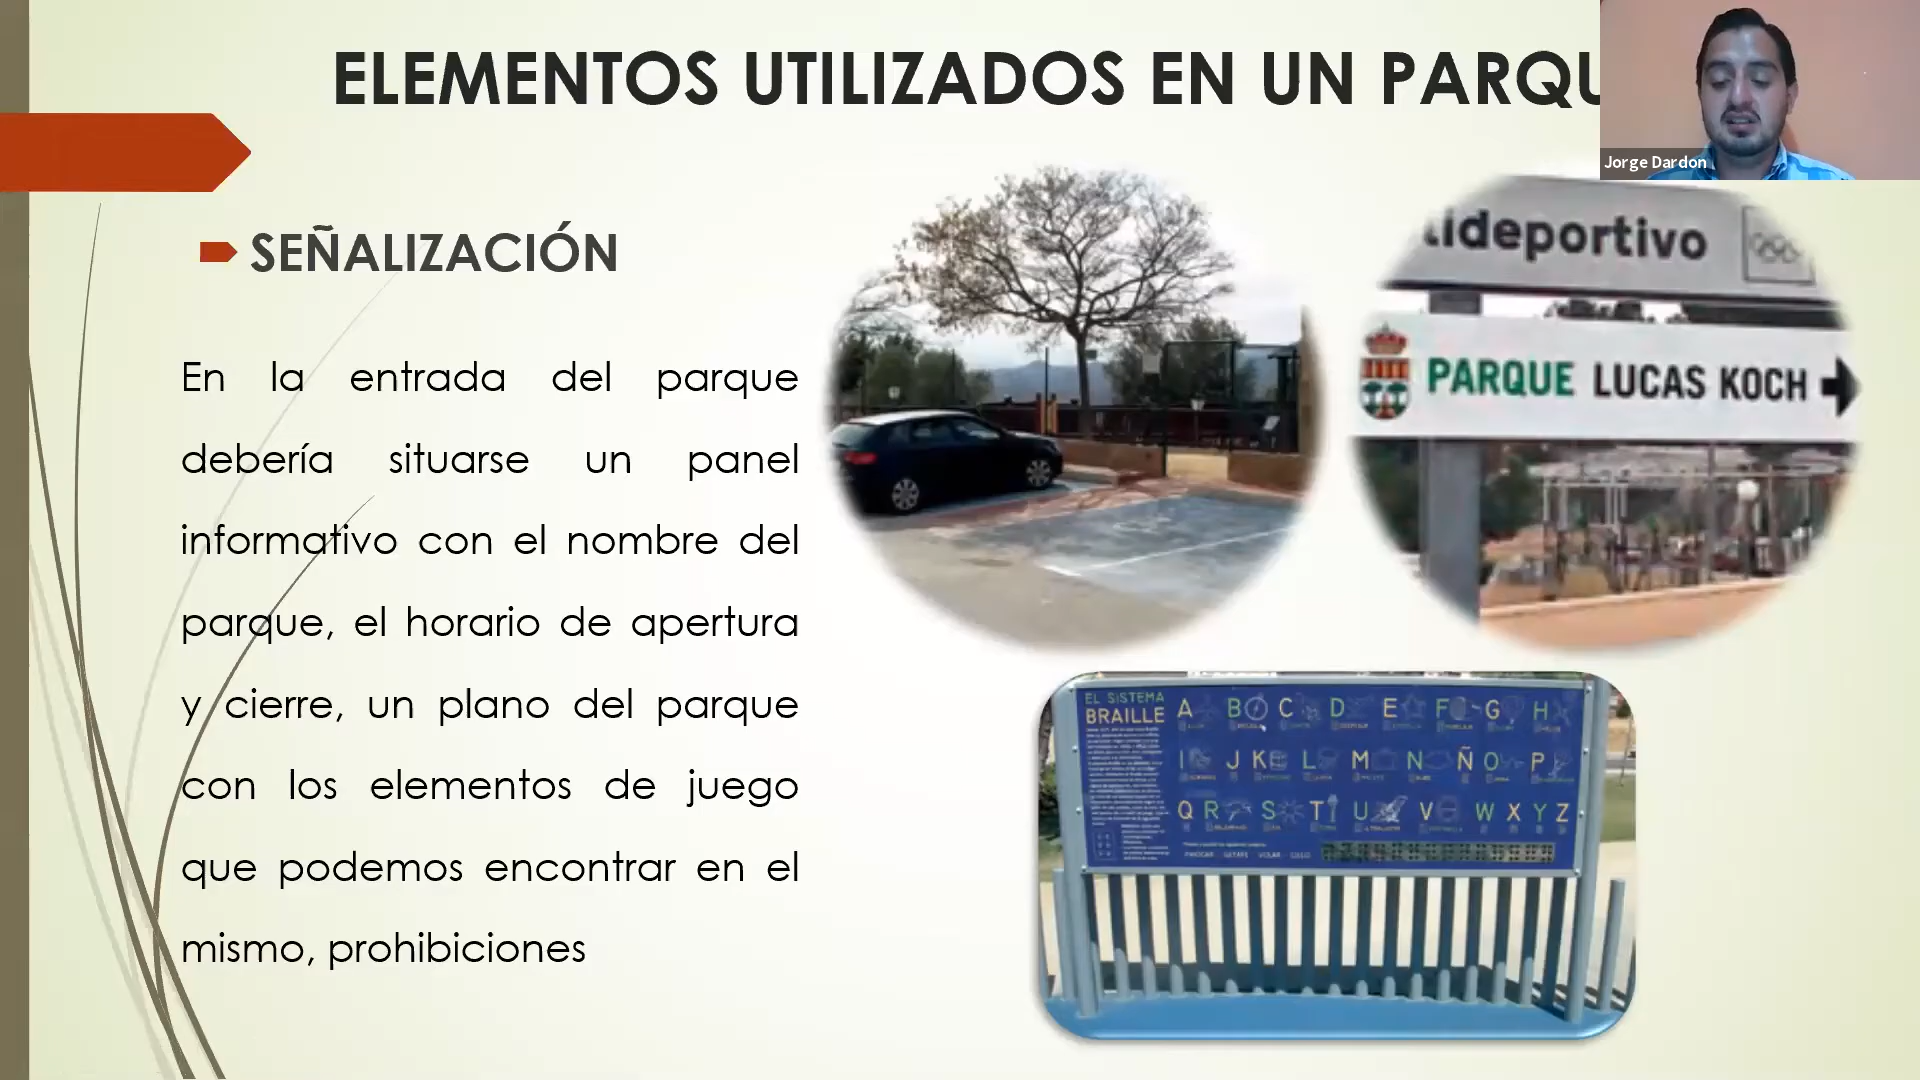 ELEMENTOS UTILIZADOS EN UN PARQU
Jorge Dardon
SEÑALIZACIÓN
En la entrada del parque
debería situarse un panel
informativo con el nombre del
parque, el horario de apertura
y cierre, un plano del parque
con los elementos de juego
que podemos encontrar en el
mismo, prohibiciones
lideportivo
PARQUE LUCAS KOCH
EL SISTEMA
BRAILLE
A B C D E F G H
I J K L M N Ñ O P
Q R S T U V W X Y Z